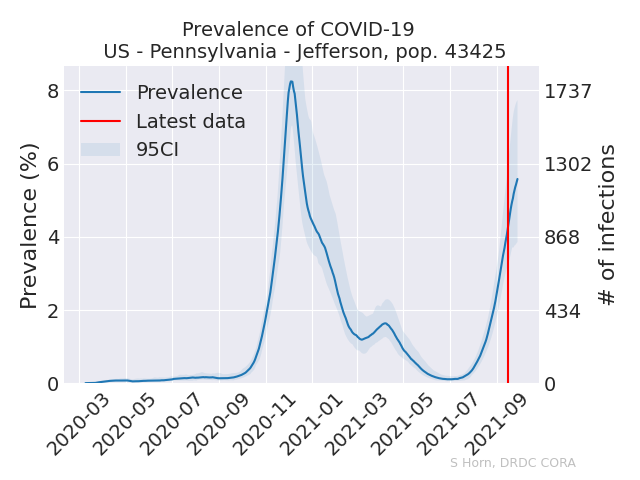 Prevalence of COVID-19
US - Pennsylvania - Jefferson, pop. 43425
Prevalence
Latest data
95CI
Prevalence (%)
8
6
4
2
0
1737
1302
868
434
0
# of infections
2020-03
2020-05
2020-07
2020-09
2020-11
2021-01
2021-03
2021-05
2021-07
2021-09
S Horn, DRDC CORA